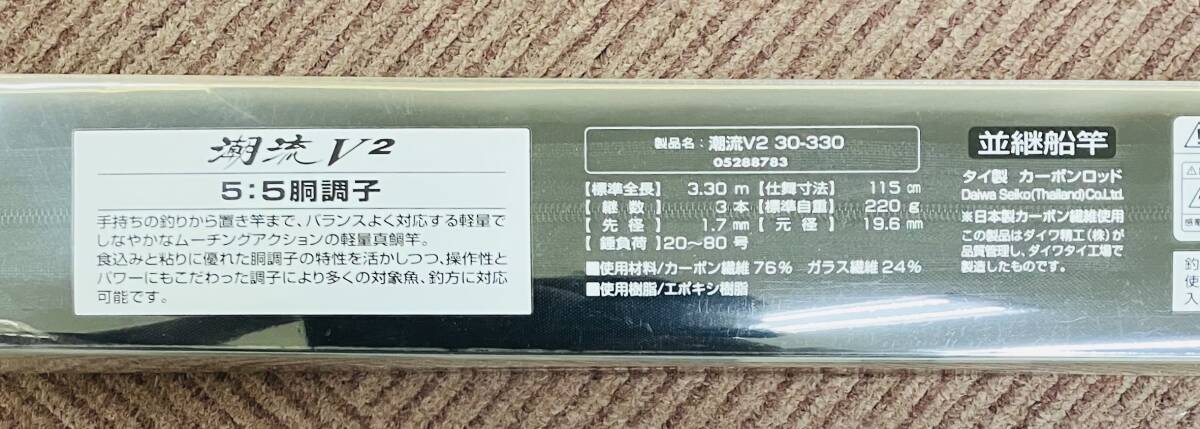 潮流V2
5:5胴調子
手持ちの釣りから置き竿まで、バランスよく対応する軽量で
しなやかなムーチングアクションの軽量真鯛竿。
食込みと粘りに優れた胴調子の特性を活かしつつ、操作性と
パワーにもこだわった調子により多くの対象魚、釣方に対応
可能です。
製品名:潮流V2 30-330
05288783
【標準全長】 3.30 m 【仕舞寸法】 115 cm
【継数】 3 本 【標準自重】 220 g
【先径】 1.7 mm 【元径】 19.6 mm
【錘負荷】 20~80 号
■使用材料/カーボン繊維76% ガラス繊維24%
■使用樹脂/エポキシ樹脂
並継船竿
タイ製 カーボンロッド
Daiwa Seiko(Thailand)Co.Ltd.
※日本製カーボン繊維使用
この製品はダイワ精工(株)が
品質管理し、ダイワタイ工場で
製造したものです。
釣
使
入